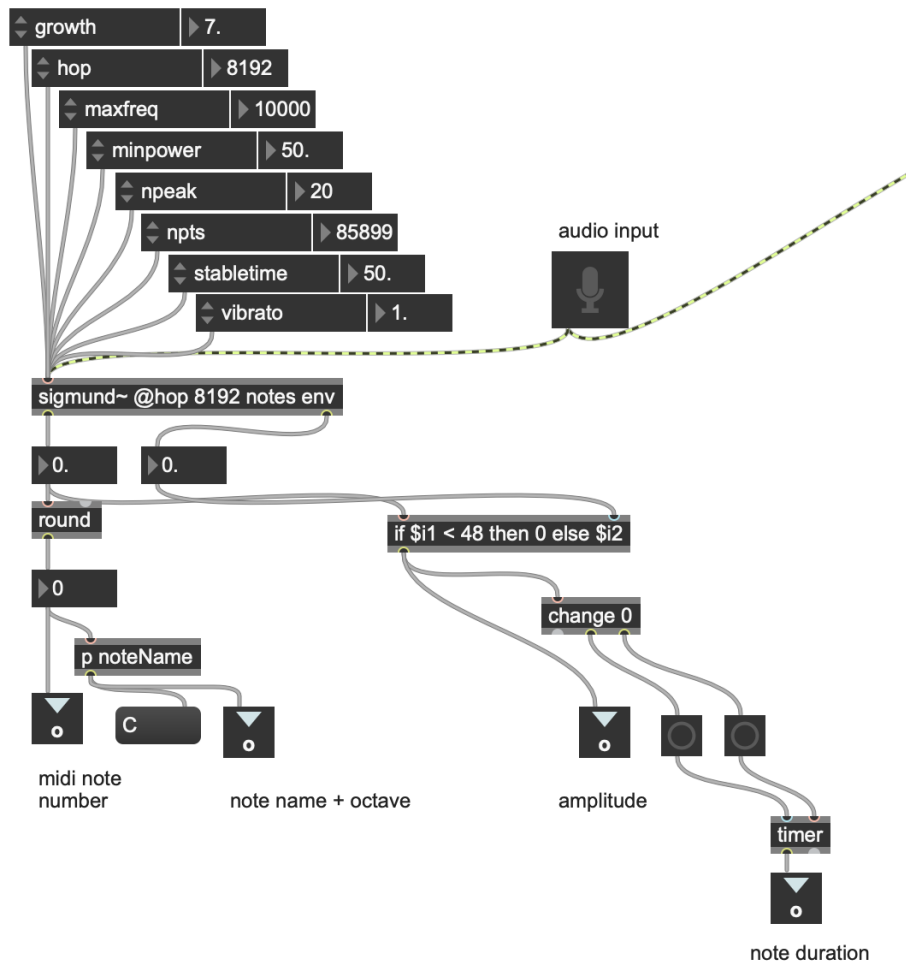 growth 7.
hop 8192
maxfreq 10000
minpower 50.
npeak 20
npts 85899
stabletime 50.
vibrato 1.
audio input
sigmund~ @hop 8192 notes env
0. 0.
round
if $i1 < 48 then 0 else $i2
0
change 0
p noteName
o
C
o
o
midi note
number
note name + octave
amplitude
timer
o
note duration